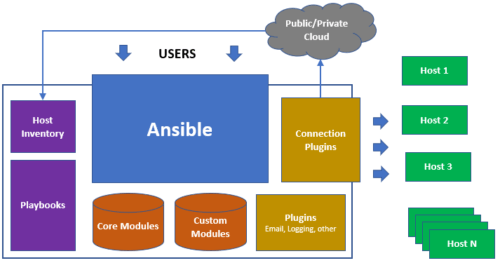 Public/Private
Cloud
USERS
Host 1
Host
Inventory
Ansible
Connection
Plugins
Host 2
Host 3
Playbooks
Core Modules
Custom
Modules
Plugins
Email, Logging, other
Host N